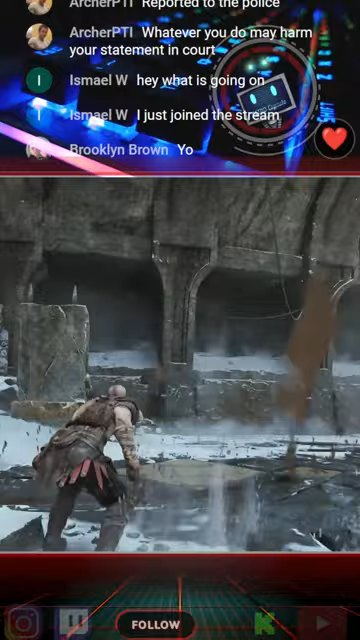 ArcherPTI Reported to the police
ArcherPTI Whatever you do may harm
your statement in court
I Ismael W hey what is going on
I Ismael W I just joined the stream
Brooklyn Brown Yo
FOLLOW